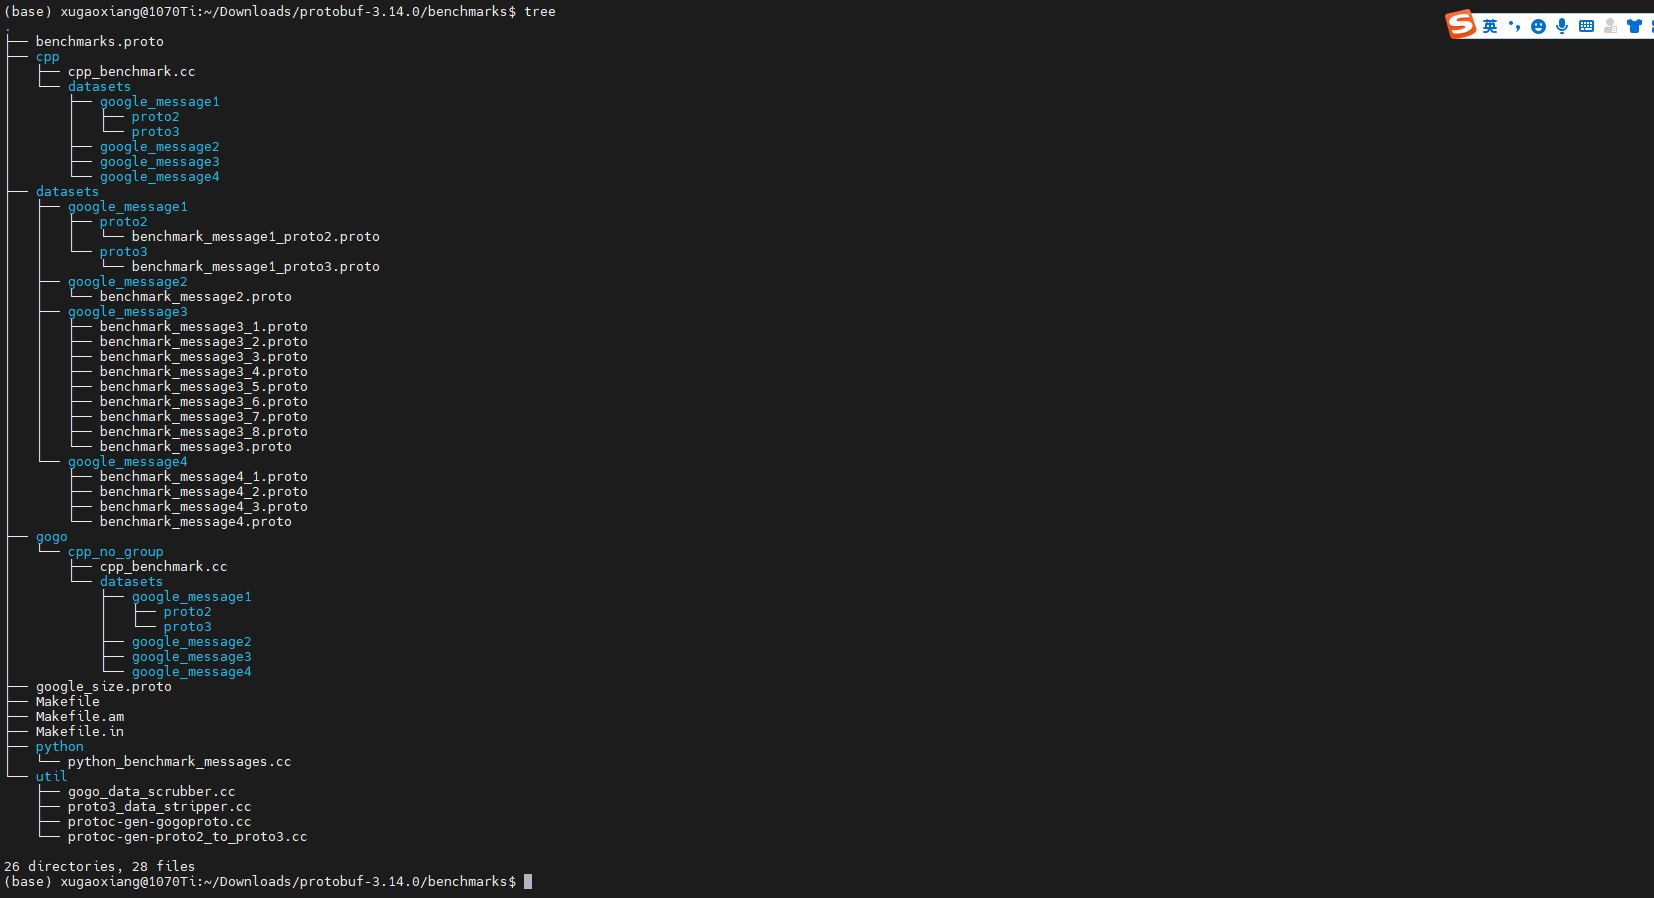 (base) xugaoxiang@1070Ti:~/Downloads/protobuf-3.14.0/benchmarks$ tree
.
├── benchmarks.proto
├── cpp
│   ├── cpp_benchmark.cc
│   └── datasets
│       ├── google_message1
│       │   ├── proto2
│       │   └── proto3
│       ├── google_message2
│       ├── google_message3
│       └── google_message4
├── datasets
│   ├── google_message1
│   │   ├── proto2
│   │   │   └── benchmark_message1_proto2.proto
│   │   └── proto3
│   │       └── benchmark_message1_proto3.proto
│   ├── google_message2
│   │   └── benchmark_message2.proto
│   ├── google_message3
│   │   ├── benchmark_message3_1.proto
│   │   ├── benchmark_message3_2.proto
│   │   ├── benchmark_message3_3.proto
│   │   ├── benchmark_message3_4.proto
│   │   ├── benchmark_message3_5.proto
│   │   ├── benchmark_message3_6.proto
│   │   ├── benchmark_message3_7.proto
│   │   ├── benchmark_message3_8.proto
│   │   └── benchmark_message3.proto
│   └── google_message4
│       ├── benchmark_message4_1.proto
│       ├── benchmark_message4_2.proto
│       ├── benchmark_message4_3.proto
│       └── benchmark_message4.proto
├── gogo
│   └── cpp_no_group
│       ├── cpp_benchmark.cc
│       └── datasets
│           ├── google_message1
│           │   ├── proto2
│           │   └── proto3
│           ├── google_message2
│           ├── google_message3
│           └── google_message4
├── google_size.proto
├── Makefile
├── Makefile.am
├── Makefile.in
├── python
│   └── python_benchmark_messages.cc
└── util
    ├── gogo_data_scrubber.cc
    ├── proto3_data_stripper.cc
    ├── protoc-gen-gogoproto.cc
    └── protoc-gen-proto2_to_proto3.cc

26 directories, 28 files
(base) xugaoxiang@1070Ti:~/Downloads/protobuf-3.14.0/benchmarks$
S 英